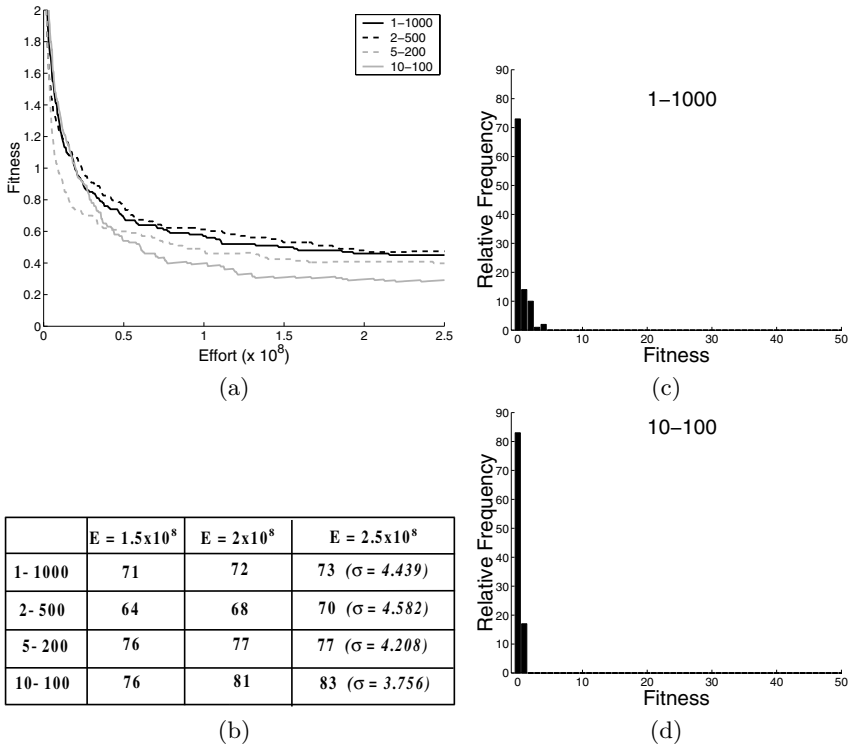 2
1.8
1.6
1.4
1.2
1
0.8
0.6
0.4
0.2
0
Fitness
0 0.5 1 1.5 2 2.5
Effort (x 10^8)
1−1000
2−500
5−200
10−100
(a)
E = 1.5x10^8 E = 2x10^8 E = 2.5x10^8
1- 1000 71 72 73 (σ = 4.439)
2- 500 64 68 70 (σ = 4.582)
5- 200 76 77 77 (σ = 4.208)
10- 100 76 81 83 (σ = 3.756)
(b)
90
80
70
60
50
40
30
20
10
0
Relative Frequency
1−1000
0 10 20 30 40 50
Fitness
(c)
90
80
70
60
50
40
30
20
10
0
Relative Frequency
10−100
0 10 20 30 40 50
Fitness
(d)